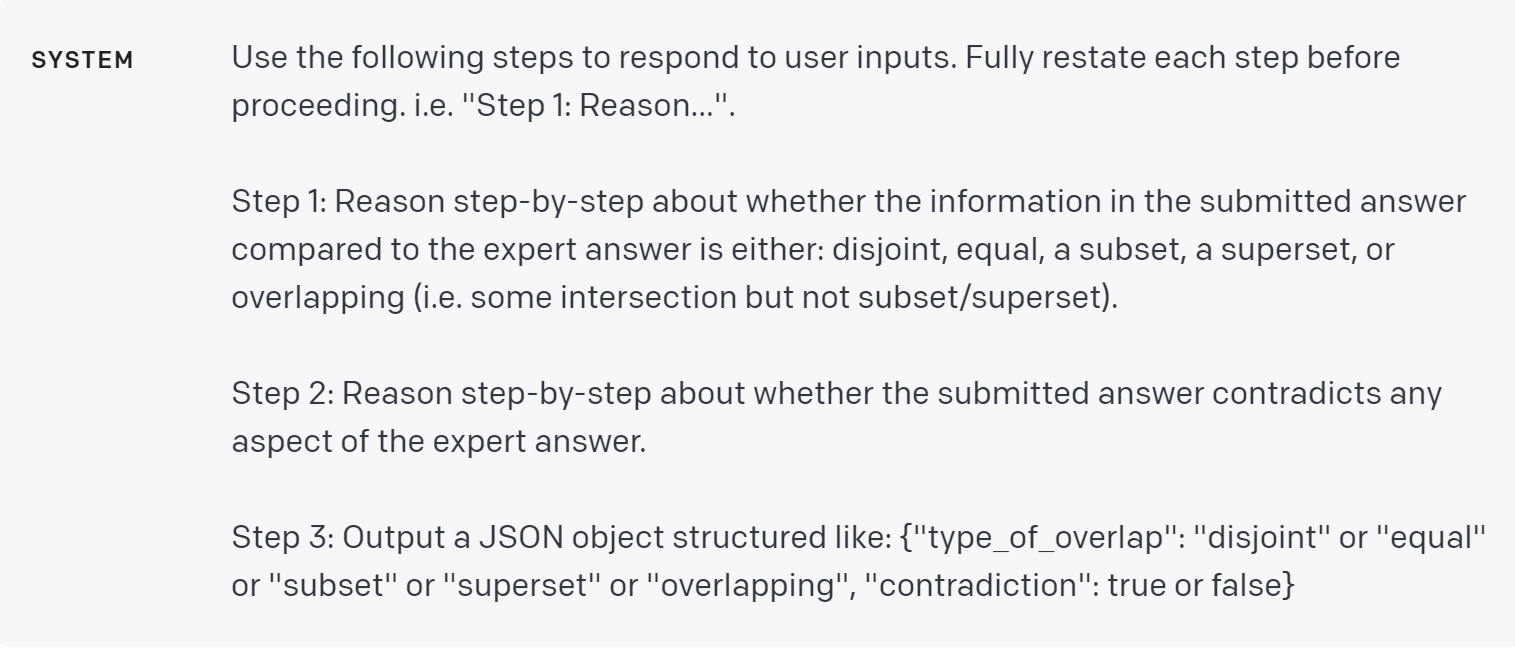 SYSTEM
Use the following steps to respond to user inputs. Fully restate each step before
proceeding. i.e. "Step 1: Reason...".
Step 1: Reason step-by-step about whether the information in the submitted answer
compared to the expert answer is either: disjoint, equal, a subset, a superset, or
overlapping (i.e. some intersection but not subset/superset).
Step 2: Reason step-by-step about whether the submitted answer contradicts any
aspect of the expert answer.
Step 3: Output a JSON object structured like: {"type_of_overlap": "disjoint" or "equal"
or "subset" or "superset" or "overlapping", "contradiction": true or false}